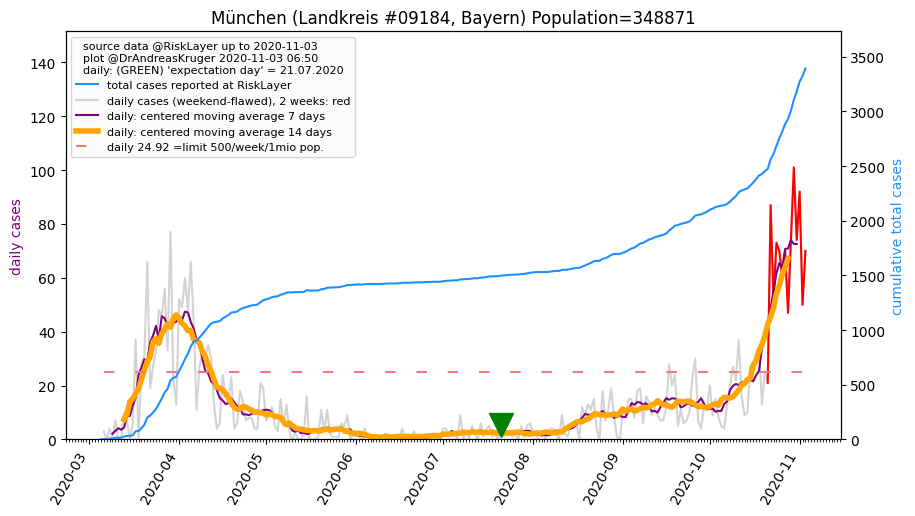 München (Landkreis #09184, Bayern) Population=348871
source data @RiskLayer up to 2020-11-03
plot @DrAndreasKruger 2020-11-03 06:50
daily: (GREEN) 'expectation day' = 21.07.2020
total cases reported at RiskLayer
daily cases (weekend-flawed), 2 weeks: red
daily: centered moving average 7 days
daily: centered moving average 14 days
daily 24.92 =limit 500/week/1mio pop.
daily cases
140
120
100
80
60
40
20
0
cumulative total cases
3500
3000
2500
2000
1500
1000
500
0
2020-03
2020-04
2020-05
2020-06
2020-07
2020-08
2020-09
2020-10
2020-11